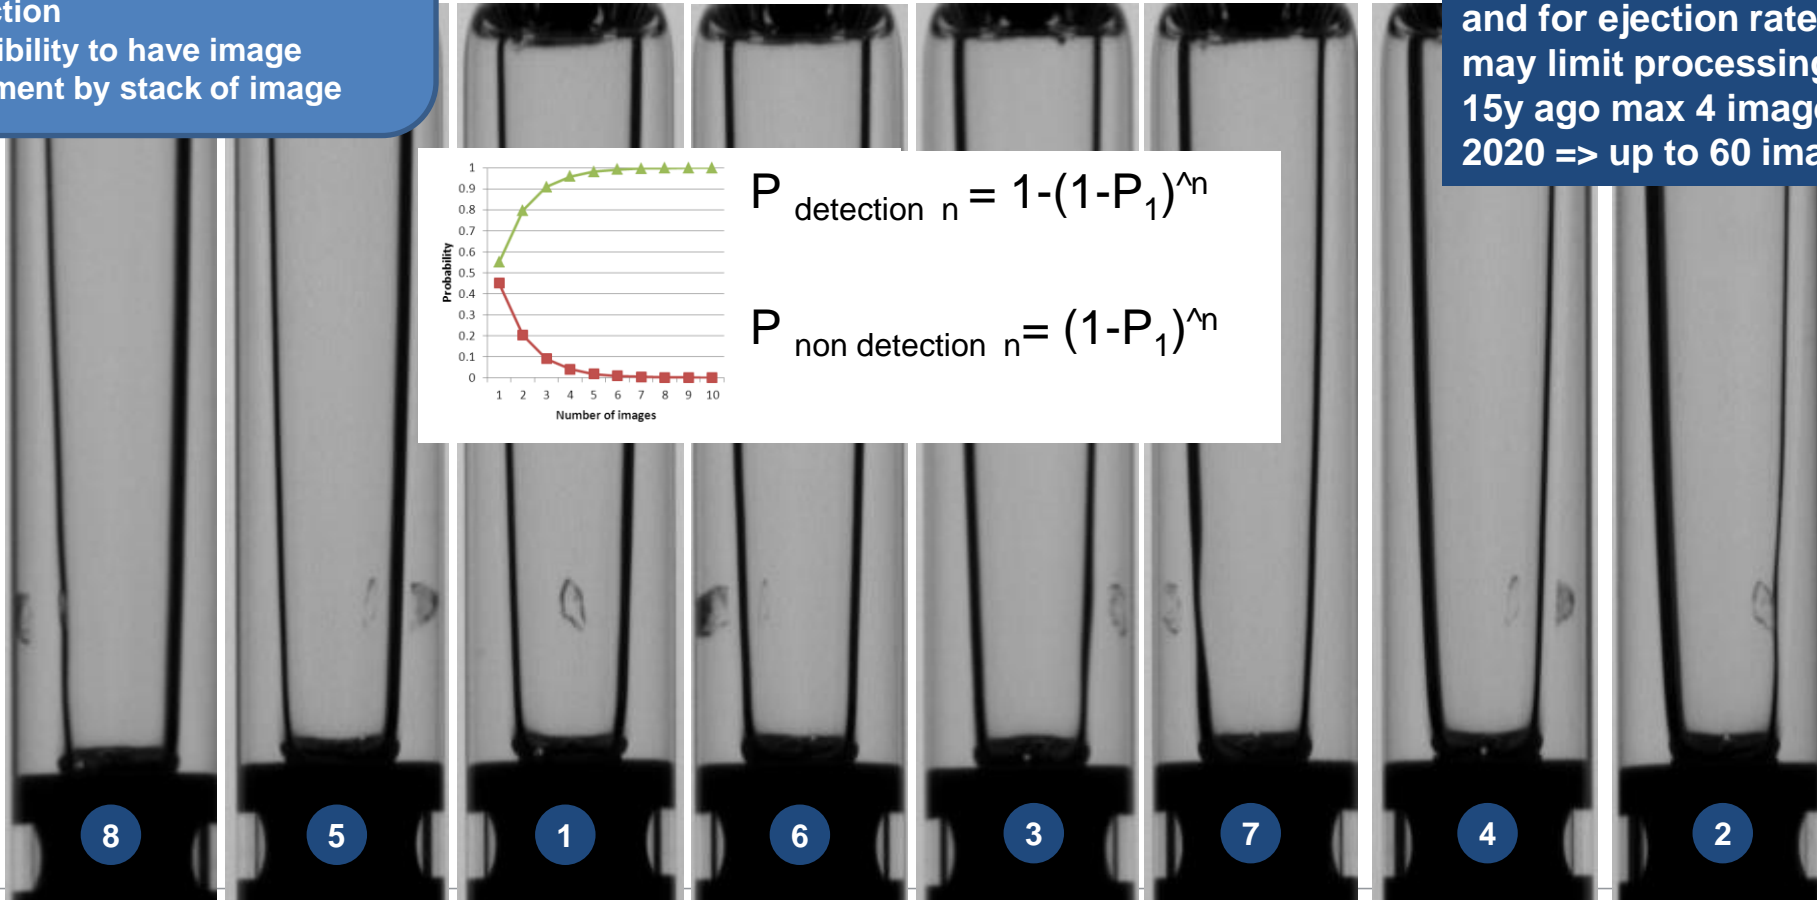 ction
ibility to have image
ment by stack of image
and for ejection rate
may limit processing
15y ago max 4 imag
2020 => up to 60 ima
1
0.9
0.8
0.7
0.6
0.5
0.4
0.3
0.2
0.1
0
Probability
1 2 3 4 5 6 7 8 9 10
Number of images
P detection n = 1-(1-P1)^n
P non detection n= (1-P1)^n
8 5 1 6 3 7 4 2